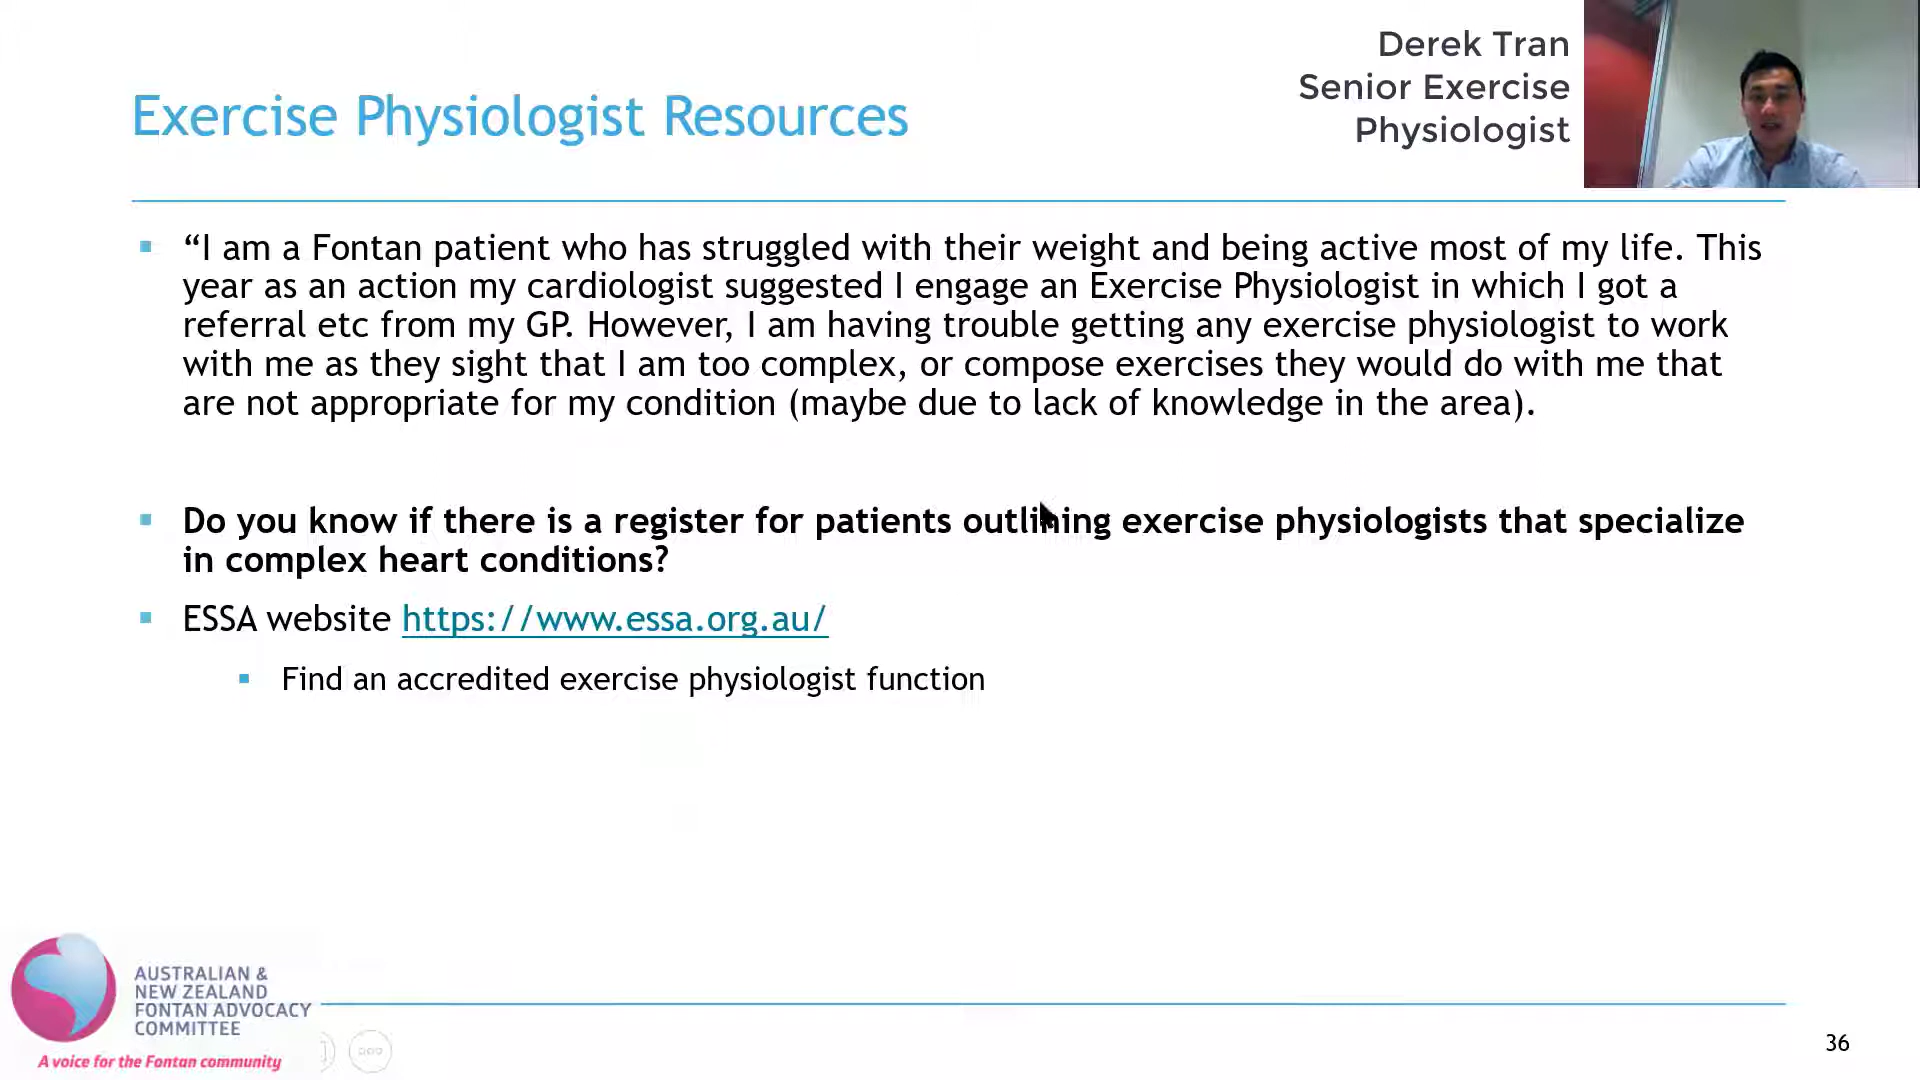 Derek Tran
Senior Exercise
Physiologist
Exercise Physiologist Resources
“I am a Fontan patient who has struggled with their weight and being active most of my life. This
year as an action my cardiologist suggested I engage an Exercise Physiologist in which I got a
referral etc from my GP. However, I am having trouble getting any exercise physiologist to work
with me as they sight that I am too complex, or compose exercises they would do with me that
are not appropriate for my condition (maybe due to lack of knowledge in the area).
Do you know if there is a register for patients outlining exercise physiologists that specialize
in complex heart conditions?
ESSA website https://www.essa.org.au/
Find an accredited exercise physiologist function
AUSTRALIAN &
NEW ZEALAND
FONTAN ADVOCACY
COMMITTEE
A voice for the Fontan community
36